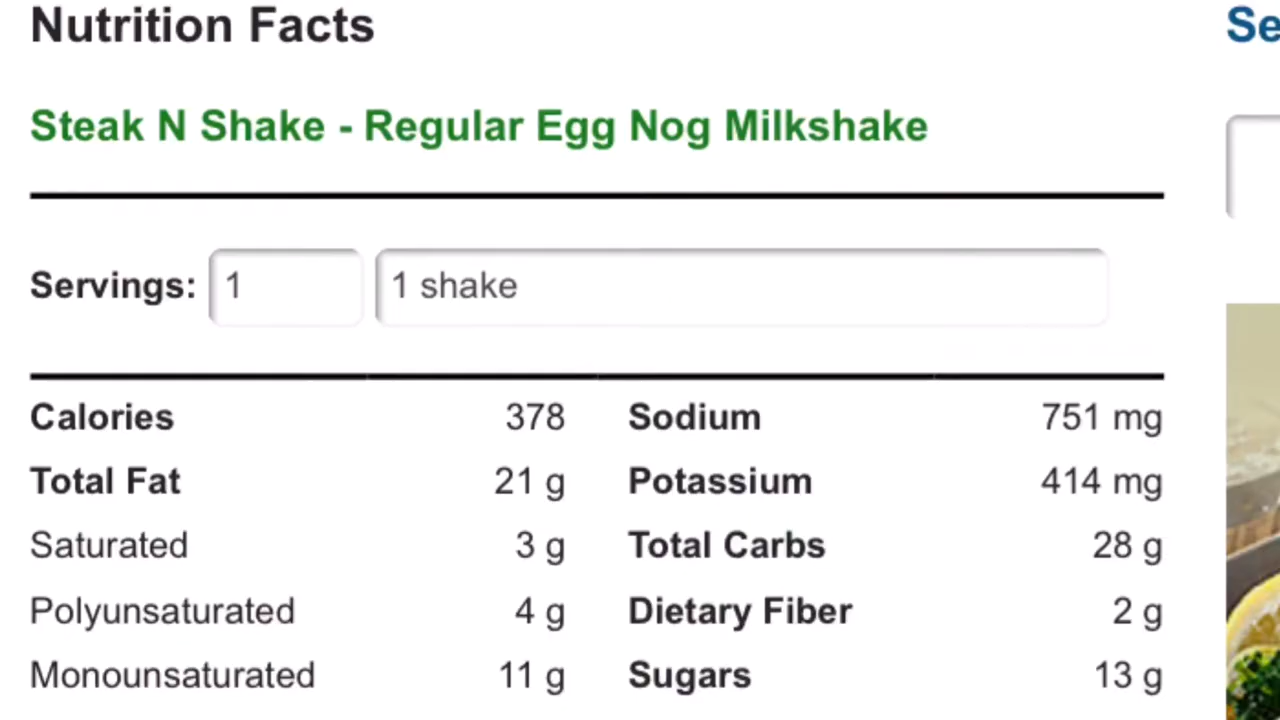 Nutrition Facts
Se
Steak N Shake - Regular Egg Nog Milkshake
Servings: 1 1 shake
Calories 378 Sodium 751 mg
Total Fat 21 g Potassium 414 mg
Saturated 3 g Total Carbs 28 g
Polyunsaturated 4 g Dietary Fiber 2 g
Monounsaturated 11 g Sugars 13 g